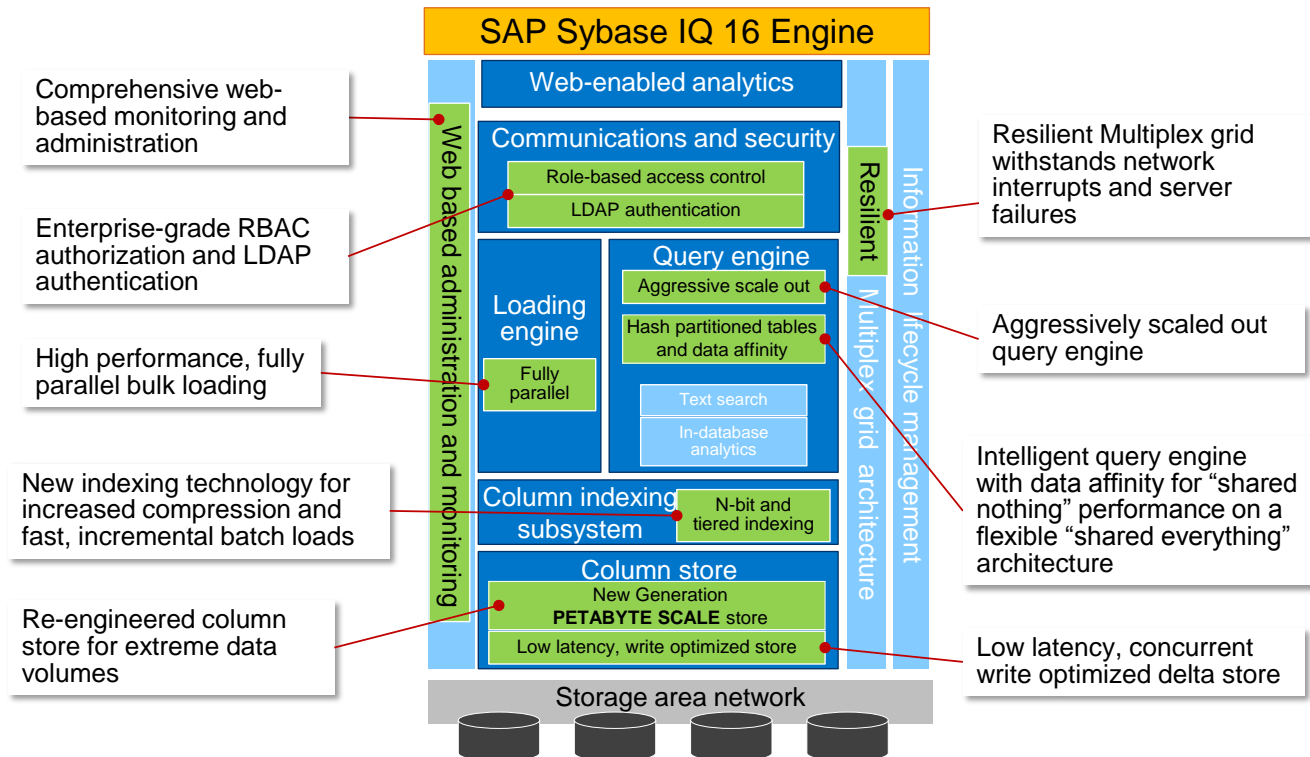 SAP Sybase IQ 16 Engine
Comprehensive web-
based monitoring and
administration
Enterprise-grade RBAC
authorization and LDAP
authentication
High performance, fully
parallel bulk loading
New indexing technology for
increased compression and
fast, incremental batch loads
Re-engineered column
store for extreme data
volumes
Web based administration and monitoring
Web-enabled analytics
Communications and security
Role-based access control
LDAP authentication
Loading
engine
Fully
parallel
Query engine
Aggressive scale out
Hash partitioned tables
and data affinity
Text search
In-database
analytics
Column indexing
subsystem
N-bit and
tiered indexing
Column store
New Generation
PETABYTE SCALE store
Low latency, write optimized store
Resilient
Multiplex grid architecture
Information lifecycle management
Resilient Multiplex grid
withstands network
interrupts and server
failures
Aggressively scaled out
query engine
Intelligent query engine
with data affinity for “shared
nothing” performance on a
flexible “shared everything”
architecture
Low latency, concurrent
write optimized delta store
Storage area network